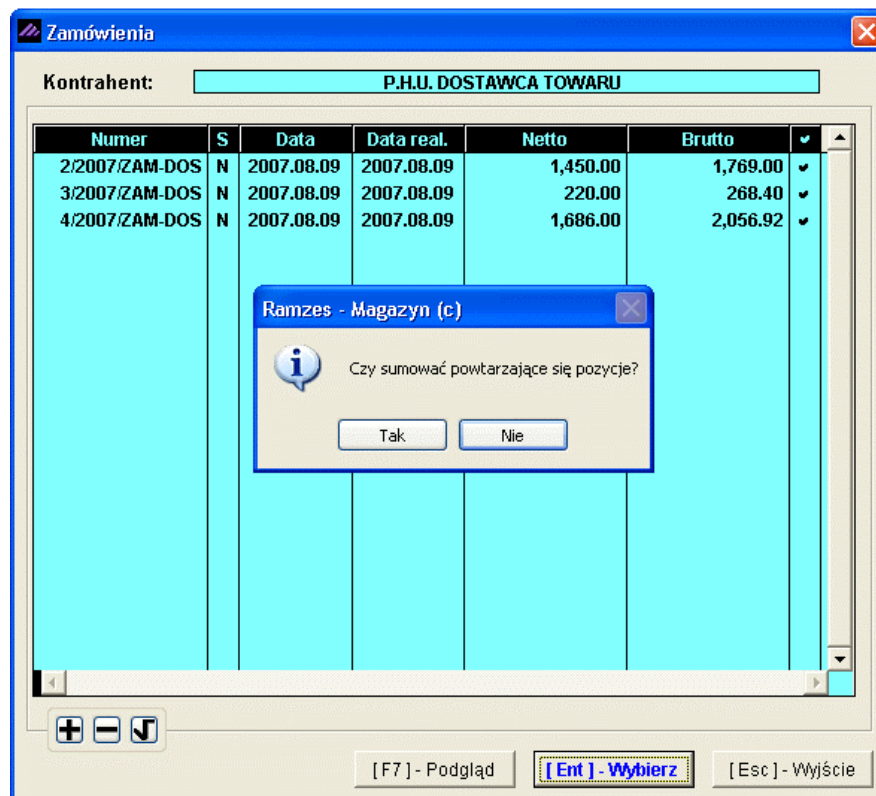 Zamówienia
Kontrahent: P.H.U. DOSTAWCA TOWARU
Numer S Data Data real. Netto Brutto
2/2007/ZAM-DOS N 2007.08.09 2007.08.09 1,450.00 1,769.00
3/2007/ZAM-DOS N 2007.08.09 2007.08.09 220.00 268.40
4/2007/ZAM-DOS N 2007.08.09 2007.08.09 1,686.00 2,056.92
Ramzes - Magazyn (c)
Czy sumować powtarzające się pozycje?
Tak Nie
[ F7 ] - Podgląd [ Ent ] - Wybierz [ Esc ] - Wyjście